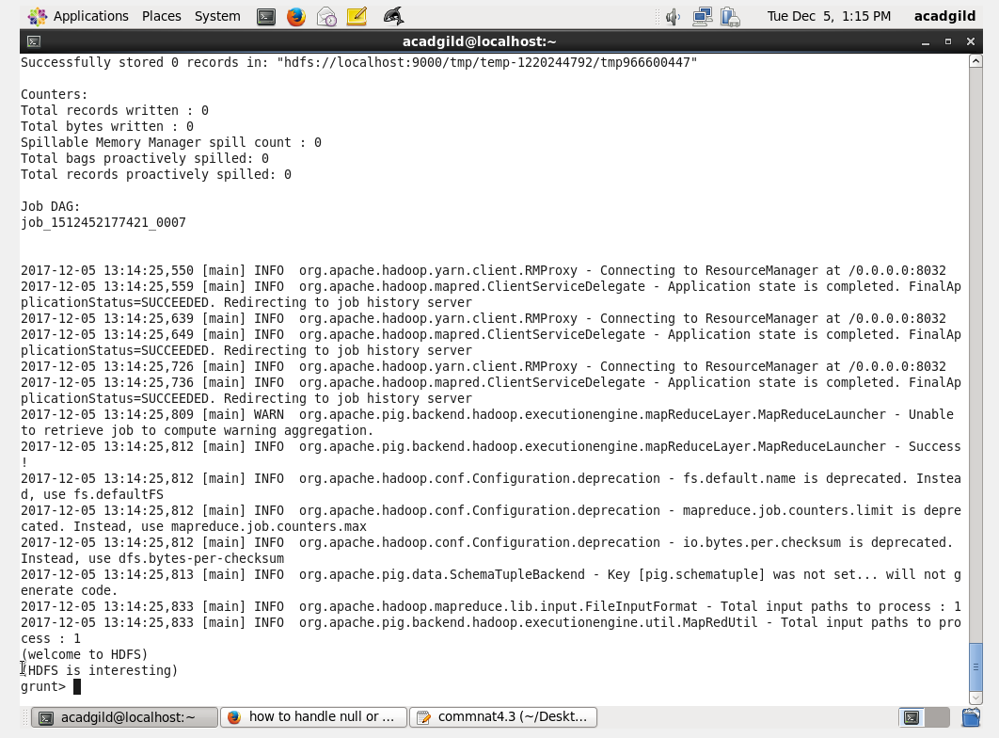 Applications Places System
Tue Dec 5, 1:15 PM acadgild
acadgild@localhost:~
Successfully stored 0 records in: "hdfs://localhost:9000/tmp/temp-1220244792/tmp966600447"
Counters:
Total records written : 0
Total bytes written : 0
Spillable Memory Manager spill count : 0
Total bags proactively spilled: 0
Total records proactively spilled: 0
Job DAG:
job_1512452177421_0007
2017-12-05 13:14:25,550 [main] INFO  org.apache.hadoop.yarn.client.RMProxy - Connecting to ResourceManager at /0.0.0.0:8032
2017-12-05 13:14:25,559 [main] INFO  org.apache.hadoop.mapred.ClientServiceDelegate - Application state is completed. FinalAp
plicationStatus=SUCCEEDED. Redirecting to job history server
2017-12-05 13:14:25,639 [main] INFO  org.apache.hadoop.yarn.client.RMProxy - Connecting to ResourceManager at /0.0.0.0:8032
2017-12-05 13:14:25,649 [main] INFO  org.apache.hadoop.mapred.ClientServiceDelegate - Application state is completed. FinalAp
plicationStatus=SUCCEEDED. Redirecting to job history server
2017-12-05 13:14:25,726 [main] INFO  org.apache.hadoop.yarn.client.RMProxy - Connecting to ResourceManager at /0.0.0.0:8032
2017-12-05 13:14:25,736 [main] INFO  org.apache.hadoop.mapred.ClientServiceDelegate - Application state is completed. FinalAp
plicationStatus=SUCCEEDED. Redirecting to job history server
2017-12-05 13:14:25,809 [main] WARN  org.apache.pig.backend.hadoop.executionengine.mapReduceLayer.MapReduceLauncher - Unable
to retrieve job to compute warning aggregation.
2017-12-05 13:14:25,812 [main] INFO  org.apache.pig.backend.hadoop.executionengine.mapReduceLayer.MapReduceLauncher - Success
!
2017-12-05 13:14:25,812 [main] INFO  org.apache.hadoop.conf.Configuration.deprecation - fs.default.name is deprecated. Instea
d, use fs.defaultFS
2017-12-05 13:14:25,812 [main] INFO  org.apache.hadoop.conf.Configuration.deprecation - mapreduce.job.counters.limit is depre
cated. Instead, use mapreduce.job.counters.max
2017-12-05 13:14:25,812 [main] INFO  org.apache.hadoop.conf.Configuration.deprecation - io.bytes.per.checksum is deprecated.
Instead, use dfs.bytes-per-checksum
2017-12-05 13:14:25,813 [main] INFO  org.apache.pig.data.SchemaTupleBackend - Key [pig.schematuple] was not set... will not g
enerate code.
2017-12-05 13:14:25,833 [main] INFO  org.apache.hadoop.mapreduce.lib.input.FileInputFormat - Total input paths to process : 1
2017-12-05 13:14:25,833 [main] INFO  org.apache.pig.backend.hadoop.executionengine.util.MapRedUtil - Total input paths to pro
cess : 1
(welcome to HDFS)
(HDFS is interesting)
grunt>
acadgild@localhost:~
how to handle null or ...
commnat4.3 (~/Deskt...